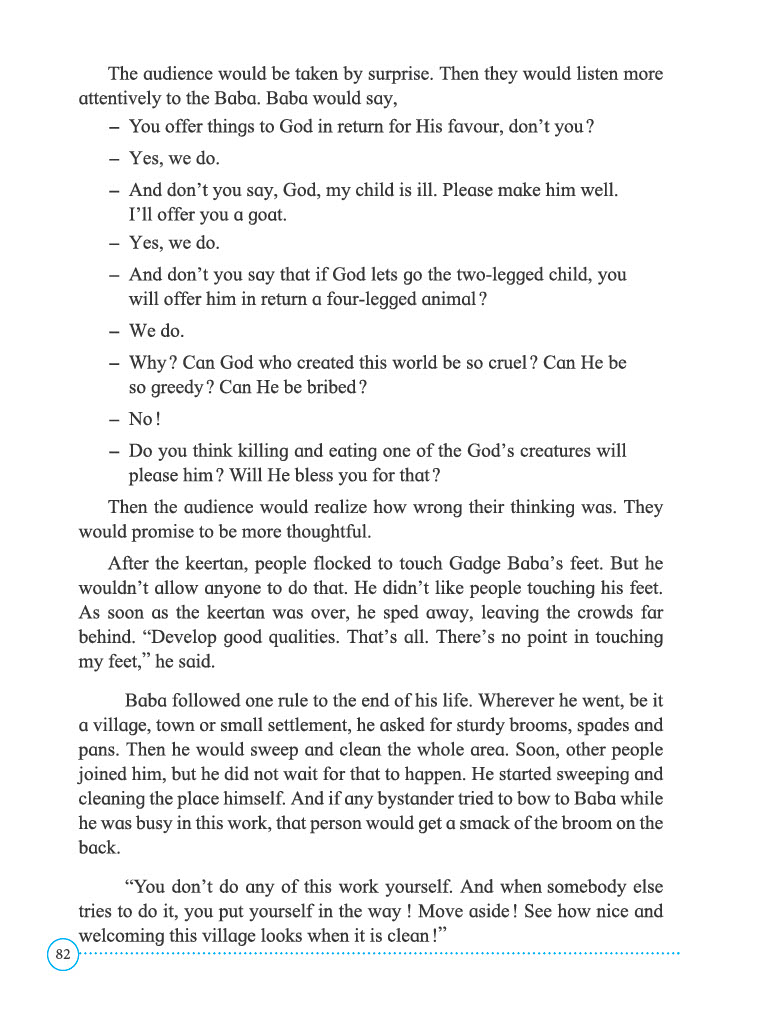 The audience would be taken by surprise. Then they would listen more
attentively to the Baba. Baba would say,
– You offer things to God in return for His favour, don’t you ?
– Yes, we do.
– And don’t you say, God, my child is ill. Please make him well.
I’ll offer you a goat.
– Yes, we do.
– And don’t you say that if God lets go the two-legged child, you
will offer him in return a four-legged animal ?
– We do.
– Why ? Can God who created this world be so cruel ? Can He be
so greedy ? Can He be bribed ?
– No !
– Do you think killing and eating one of the God’s creatures will
please him ? Will He bless you for that ?
Then the audience would realize how wrong their thinking was. They
would promise to be more thoughtful.
After the keertan, people flocked to touch Gadge Baba’s feet. But he
wouldn’t allow anyone to do that. He didn’t like people touching his feet.
As soon as the keertan was over, he sped away, leaving the crowds far
behind. “Develop good qualities. That’s all. There’s no point in touching
my feet,” he said.
Baba followed one rule to the end of his life. Wherever he went, be it
a village, town or small settlement, he asked for sturdy brooms, spades and
pans. Then he would sweep and clean the whole area. Soon, other people
joined him, but he did not wait for that to happen. He started sweeping and
cleaning the place himself. And if any bystander tried to bow to Baba while
he was busy in this work, that person would get a smack of the broom on the
back.
“You don’t do any of this work yourself. And when somebody else
tries to do it, you put yourself in the way ! Move aside ! See how nice and
welcoming this village looks when it is clean !”
82